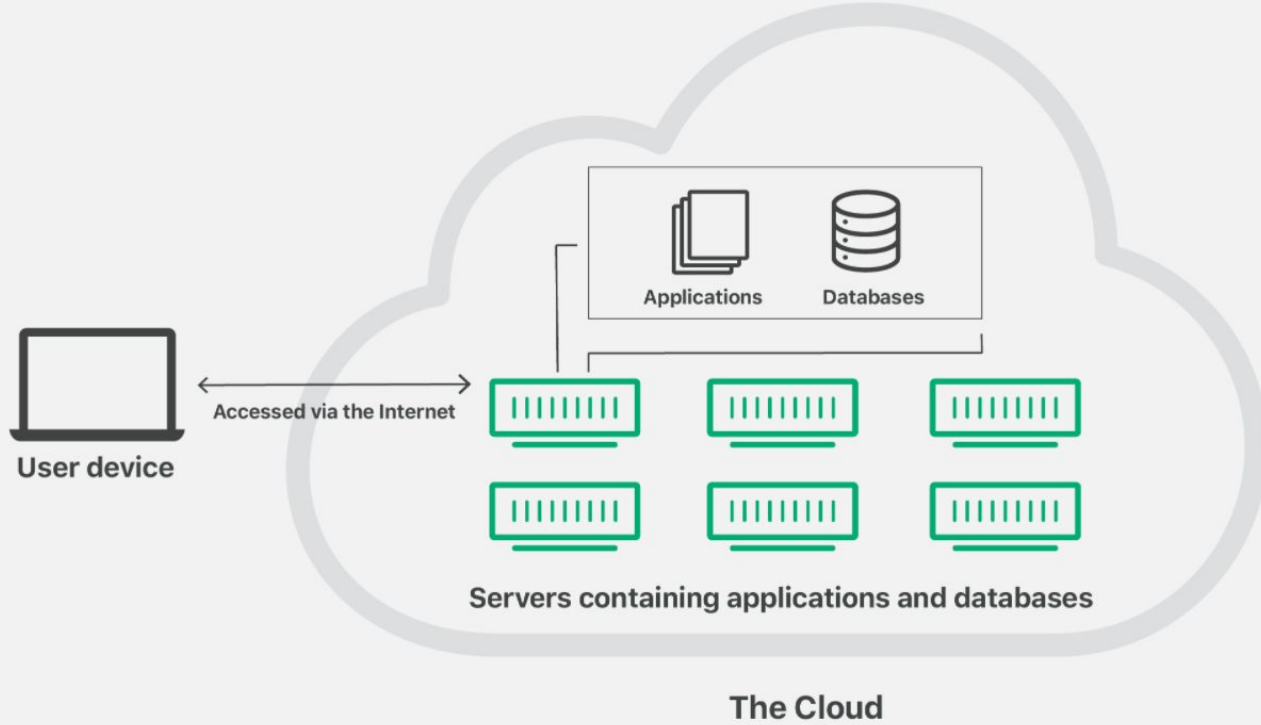 Applications
Databases
Accessed via the Internet
User device
Servers containing applications and databases
The Cloud